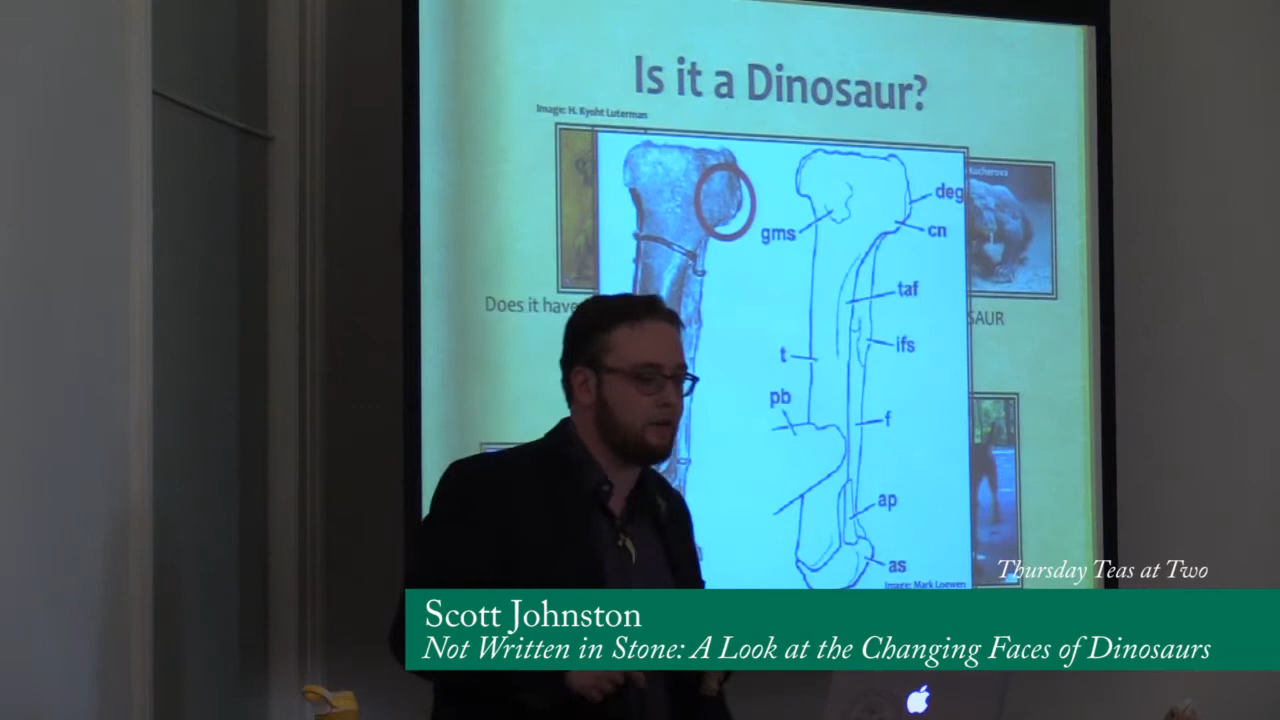 Is it a Dinosaur?
Image: H. Kyoht Luterman
Kucherova
deg
gms
cn
taf
Does it have
SAUR
t
ifs
pb
f
ap
as
Image: Mark Loewen
Thursday Teas at Two
Scott Johnston
Not Written in Stone: A Look at the Changing Faces of Dinosaurs